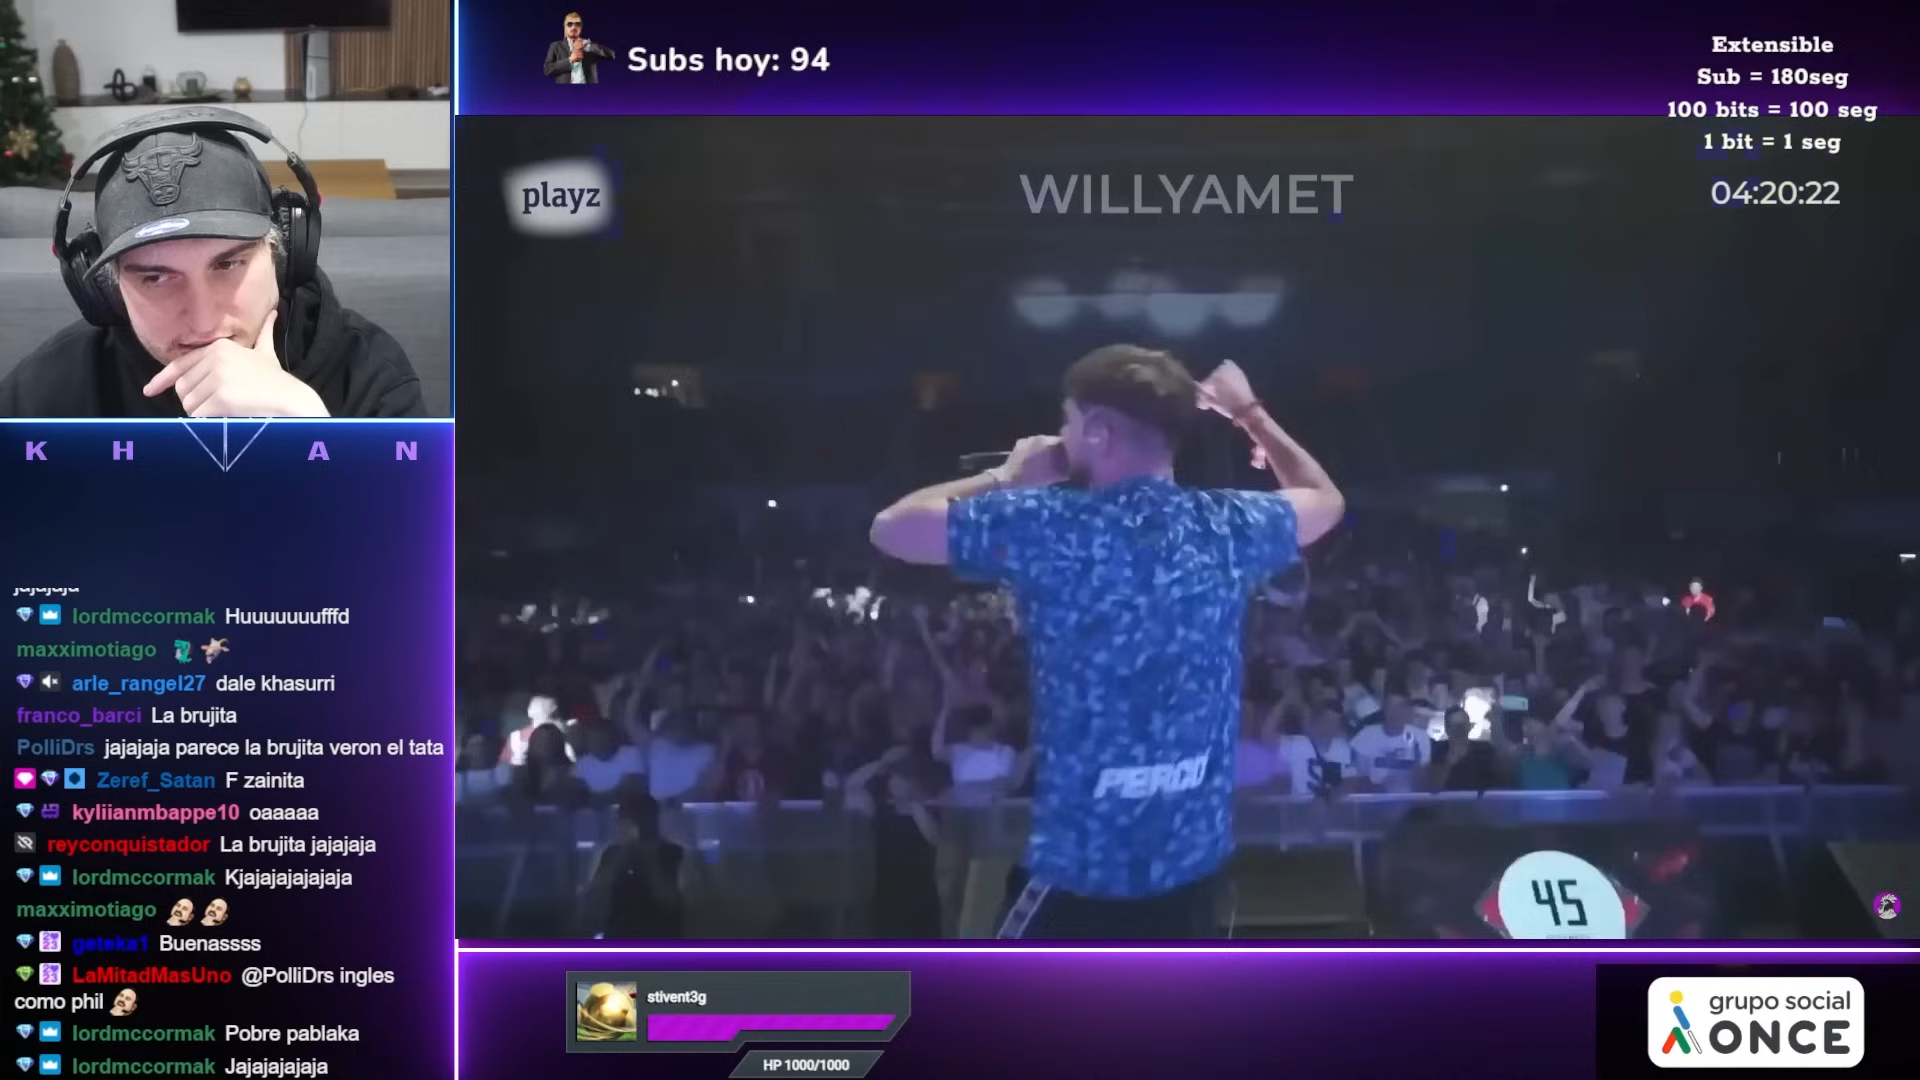 Subs hoy: 94
Extensible
Sub = 180seg
100 bits = 100 seg
1 bit = 1 seg
04:20:22
playz
WILLYAMET
K H A N
jajajaja
lordmccormak Huuuuuuufffd
maxximotiago
arle_rangel27 dale khasurri
franco_barci La brujita
PolliDrs jajajaja parece la brujita veron el tata
Zeref_Satan F zainita
kyliianmbappe10 oaaaaa
reyconquistador La brujita jajajaja
lordmccormak Kjajajajajajaja
maxximotiago
geteka1 Buenassss
LaMitadMasUno @PolliDrs ingles
como phil
lordmccormak Pobre pablaka
lordmccormak Jajajajajaja
45
stivent3g
HP 1000/1000
grupo social
ONCE